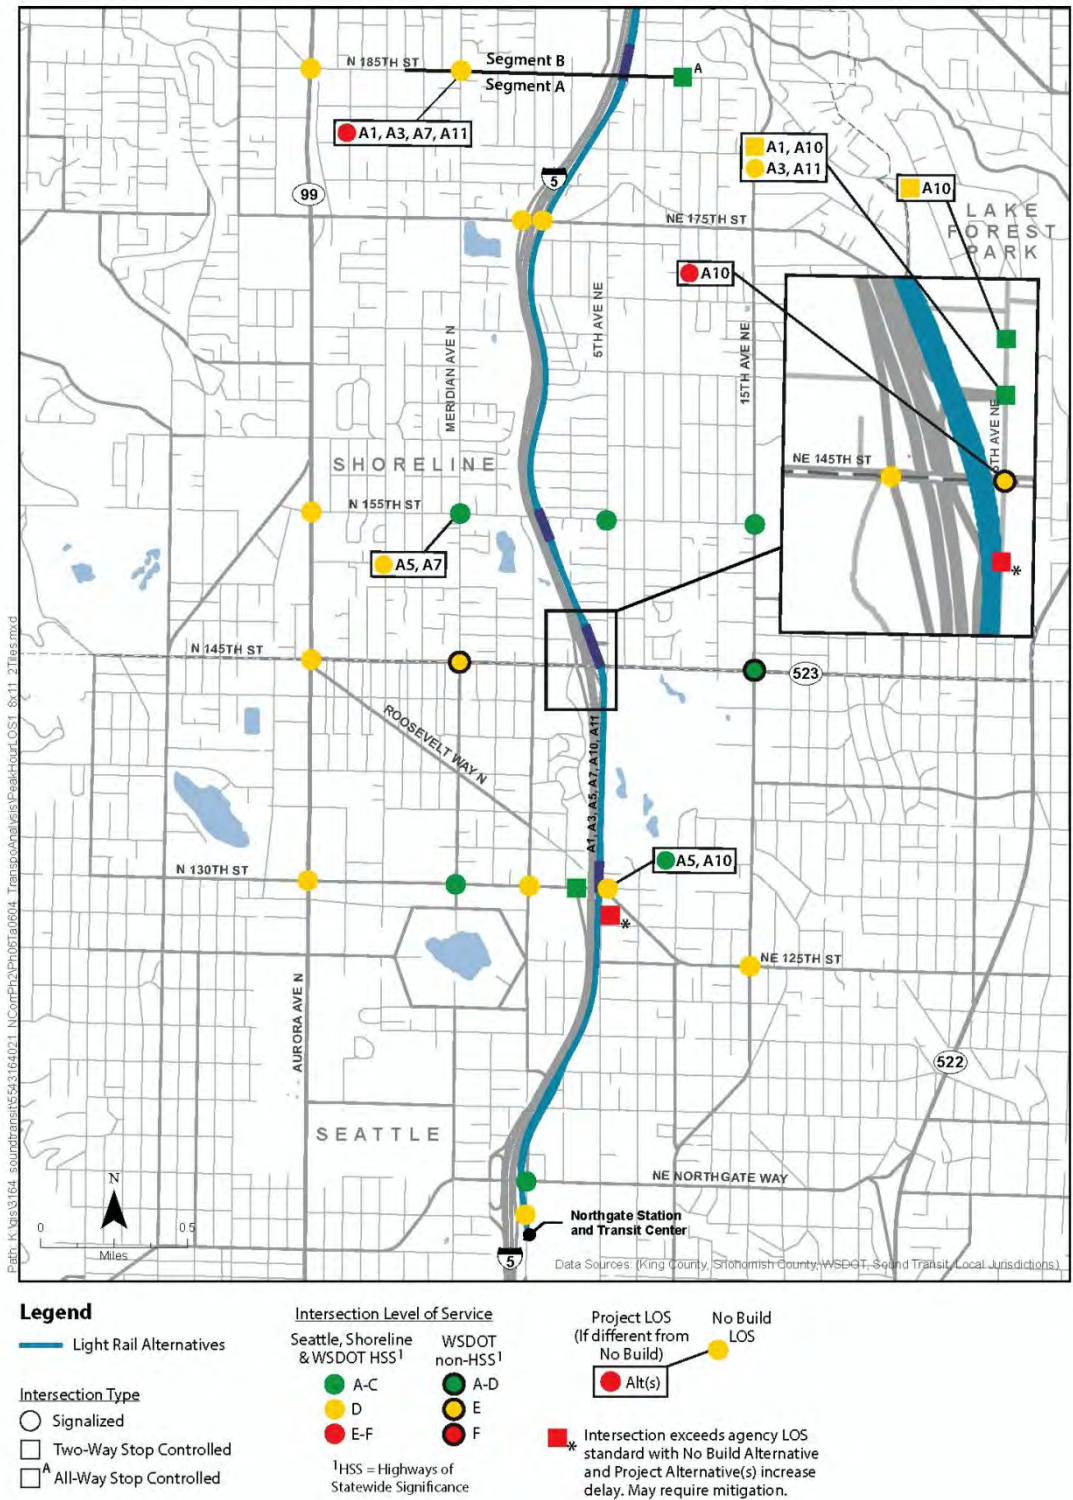 N 185TH ST
Segment B
Segment A
A
A1, A3, A7, A11
A1, A10
A3, A11
A10
5
99
LAKE
FOREST
PARK
NE 175TH ST
A10
5TH AVE NE
MERIDIAN AVE N
15TH AVE NE
5TH AVE NE
NE 145TH ST
*
SHORELINE
N 155TH ST
A5, A7
N 145TH ST
523
ROOSEVELT WAY N
A1, A3, A5, A7, A10, A11
A5, A10
N 130TH ST
*
NE 125TH ST
AURORA AVE N
522
SEATTLE
NE NORTHGATE WAY
N
0 0.5
Miles
Northgate Station
and Transit Center
5
Data Sources: (King County, Snohomish County, WSDOT, Sound Transit, Local Jurisdictions)
Legend
Light Rail Alternatives
Intersection Type
Signalized
Two-Way Stop Controlled
A All-Way Stop Controlled
Intersection Level of Service
Seattle, Shoreline
& WSDOT HSS1
A-C
D
E-F
WSDOT
non-HSS1
A-D
E
F
1HSS = Highways of
Statewide Significance
Project LOS
(If different from
No Build)
Alt(s)
No Build
LOS
* Intersection exceeds agency LOS
standard with No Build Alternative
and Project Alternative(s) increase
delay. May require mitigation.